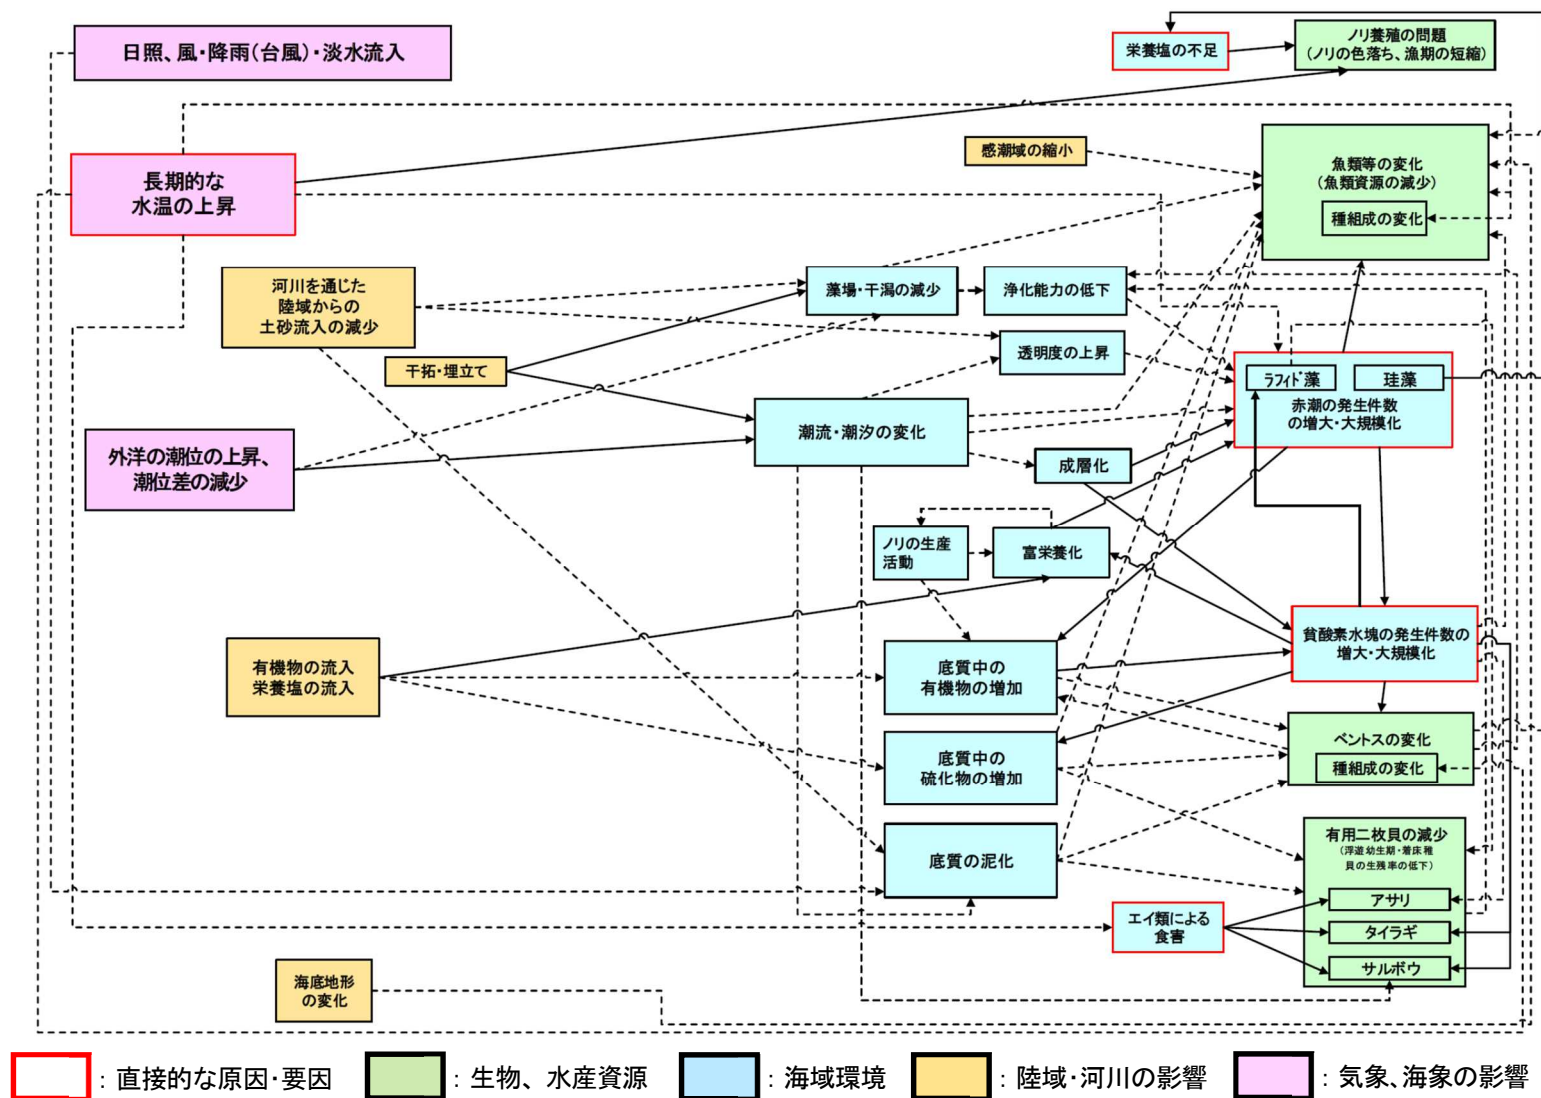 日照、風・降雨(台風)・淡水流入
栄養塩の不足
ノリ養殖の問題
(ノリの色落ち、漁期の短縮)
感潮域の縮小
魚類等の変化
(魚類資源の減少)
種組成の変化
長期的な
水温の上昇
河川を通じた
陸域からの
土砂流入の減少
藻場・干潟の減少
浄化能力の低下
透明度の上昇
干拓・埋立て
ラフィド藻
珪藻
赤潮の発生件数
の増大・大規模化
潮流・潮汐の変化
外洋の潮位の上昇、
潮位差の減少
成層化
ノリの生産
活動
富栄養化
貧酸素水塊の発生件数の
増大・大規模化
有機物の流入
栄養塩の流入
底質中の
有機物の増加
ベントスの変化
種組成の変化
底質中の
硫化物の増加
有用二枚貝の減少
(浮遊幼生期・着床稚
貝の生残率の低下)
底質の泥化
アサリ
タイラギ
サルボウ
エイ類による
食害
海底地形
の変化
:直接的な原因・要因
:生物、水産資源
:海域環境
:陸域・河川の影響
:気象、海象の影響